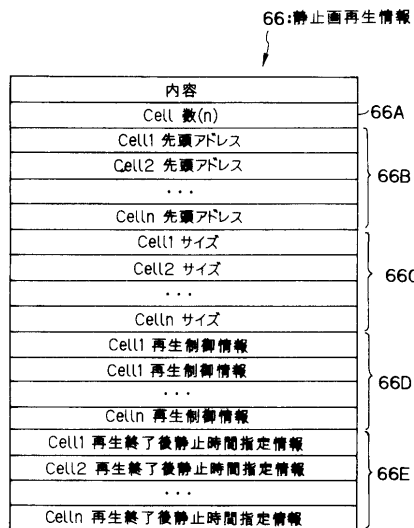 66:静止画再生情報
内容
Cell 数(n) 66A
Cell1 先頭アドレス
Cell2 先頭アドレス
...
Celln 先頭アドレス
66B
Cell1 サイズ
Cell2 サイズ
...
Celln サイズ
66C
Cell1 再生制御情報
Cell1 再生制御情報
...
Celln 再生制御情報
66D
Cell1 再生終了後静止時間指定情報
Cell2 再生終了後静止時間指定情報
...
Celln 再生終了後静止時間指定情報
66E